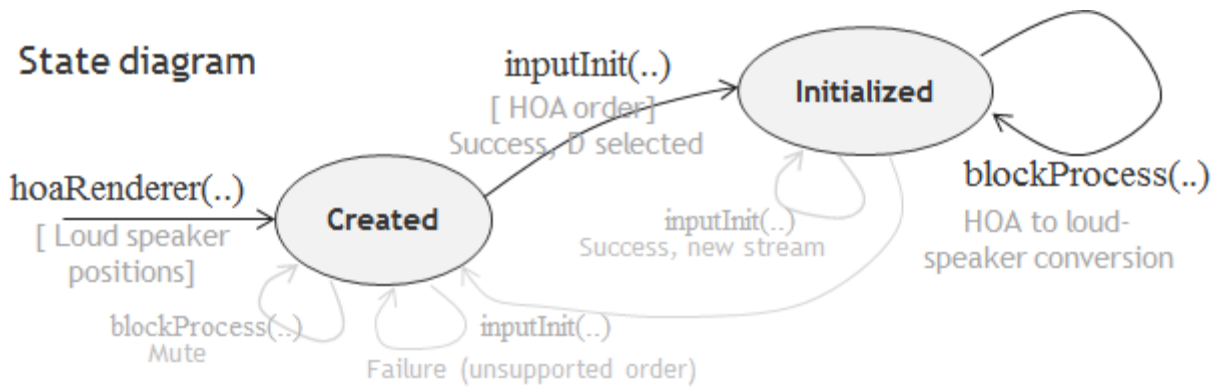 State diagram
inputInit(..)
[ HOA order]
Success, D selected
Initialized
hoaRenderer(..)
[ Loud speaker
positions]
Created
blockProcess(..)
HOA to loud-
speaker conversion
inputInit(..)
Success, new stream
blockProcess(..)
Mute
inputInit(..)
Failure (unsupported order)